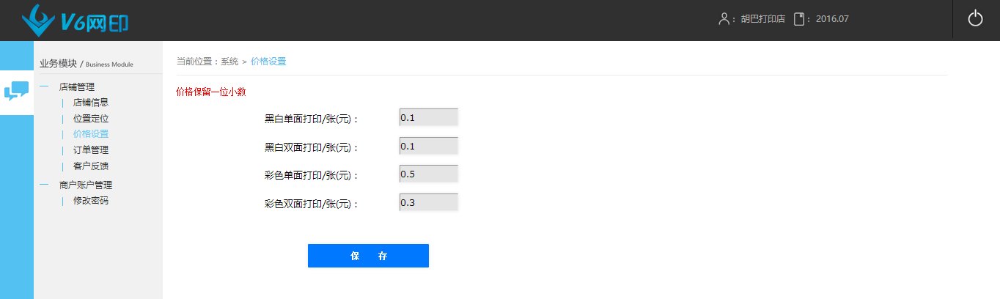 V6网印
：胡巴打印店 ：2016.07
业务模块 / Business Module
当前位置：系统 > 价格设置
店铺管理
店铺信息
位置定位
价格设置
订单管理
客户反馈
商户账户管理
修改密码
价格保留一位小数
黑白单面打印/张(元)： 0.1
黑白双面打印/张(元)： 0.1
彩色单面打印/张(元)： 0.5
彩色双面打印/张(元)： 0.3
保 存